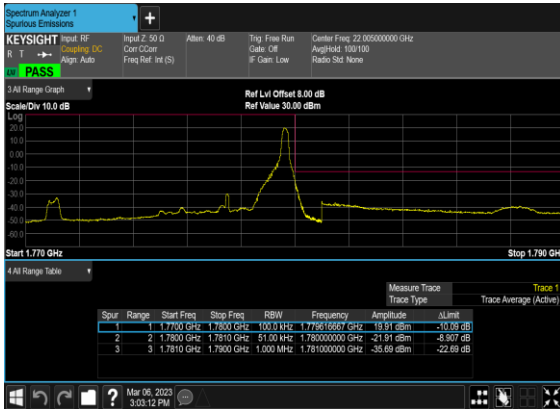 Spectrum Analyzer 1
Spurious Emissions
KEYSIGHT
R T
LXI PASS
Input: RF
Coupling: DC
Align: Auto
Input Z: 50 Ω
Corr CCorr
Freq Ref: Int (S)
Atten: 40 dB
Trig: Free Run
Gate: Off
IF Gain: Low
Center Freq: 22.005000000 GHz
Avg|Hold: 100/100
Radio Std: None
3 All Range Graph
Scale/Div 10.0 dB
Ref Lvl Offset 8.00 dB
Ref Value 30.00 dBm
Log
20.0
10.0
0.00
-10.0
-20.0
-30.0
-40.0
-50.0
-60.0
Start 1.770 GHz
Stop 1.790 GH
4 All Range Table
Measure Trace Trace 1
Trace Type Trace Average (Active)
Spur Range Start Freq Stop Freq RBW Frequency Amplitude ΔLimit
1 1 1.7700 GHz 1.7800 GHz 100.0 kHz 1.779616667 GHz 19.91 dBm -10.09 dB
2 2 1.7800 GHz 1.7810 GHz 51.00 kHz 1.780000000 GHz -21.91 dBm -8.907 dB
3 3 1.7810 GHz 1.7900 GHz 1.000 MHz 1.781000000 GHz -35.69 dBm -22.69 dB
?
Mar 06, 2023
3:03:12 PM